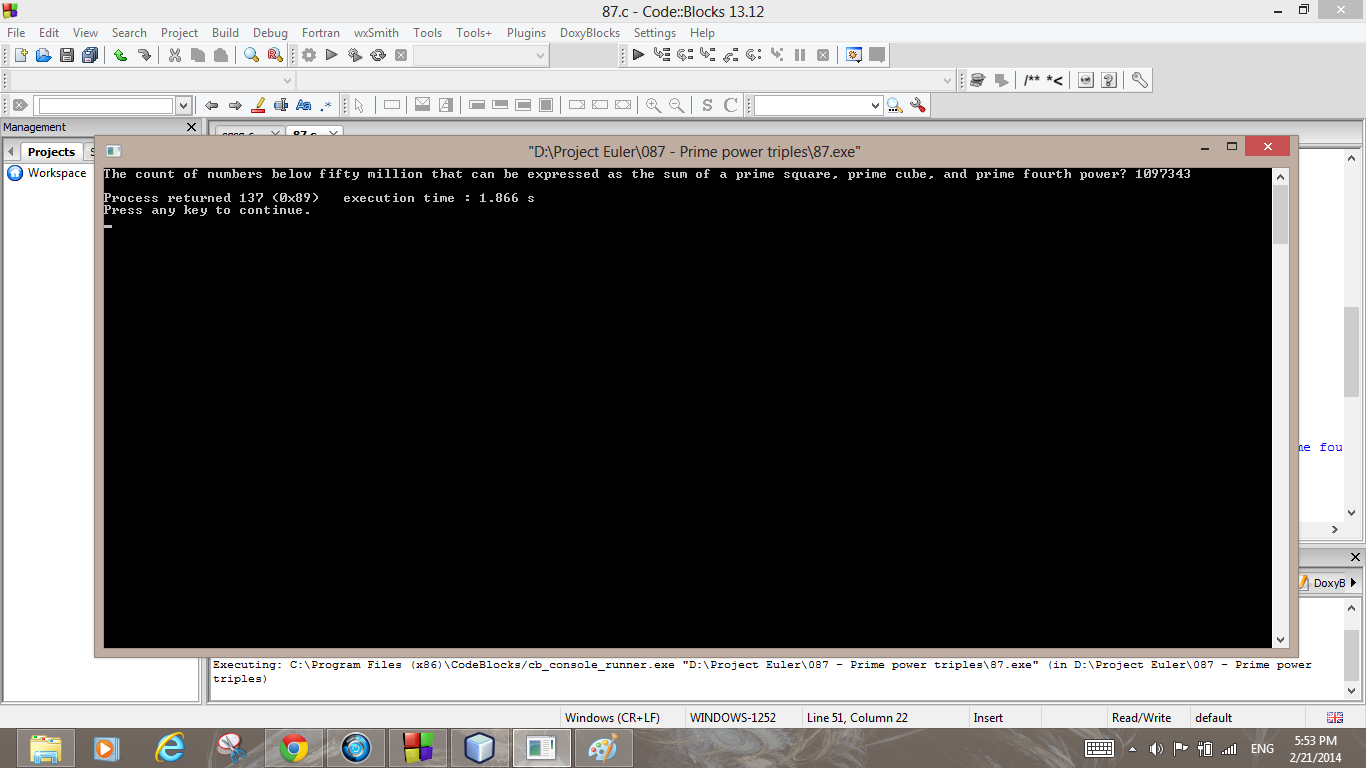 87.c - Code::Blocks 13.12
File Edit View Search Project Build Debug Fortran wxSmith Tools Tools+ Plugins DoxyBlocks Settings Help
/** *<
Aa .* S C
Management
Projects
87.c
Workspace
"D:\Project Euler\087 - Prime power triples\87.exe"
The count of numbers below fifty million that can be expressed as the sum of a prime square, prime cube, and prime fourth power? 1097343
Process returned 137 (0x89) execution time : 1.866 s
Press any key to continue.
me fou
DoxyB
Executing: C:\Program Files (x86)\CodeBlocks/cb_console_runner.exe "D:\Project Euler\087 - Prime power triples\87.exe" (in D:\Project Euler\087 - Prime power
triples)
Windows (CR+LF) WINDOWS-1252 Line 51, Column 22 Insert Read/Write default
ENG
5:53 PM
2/21/2014